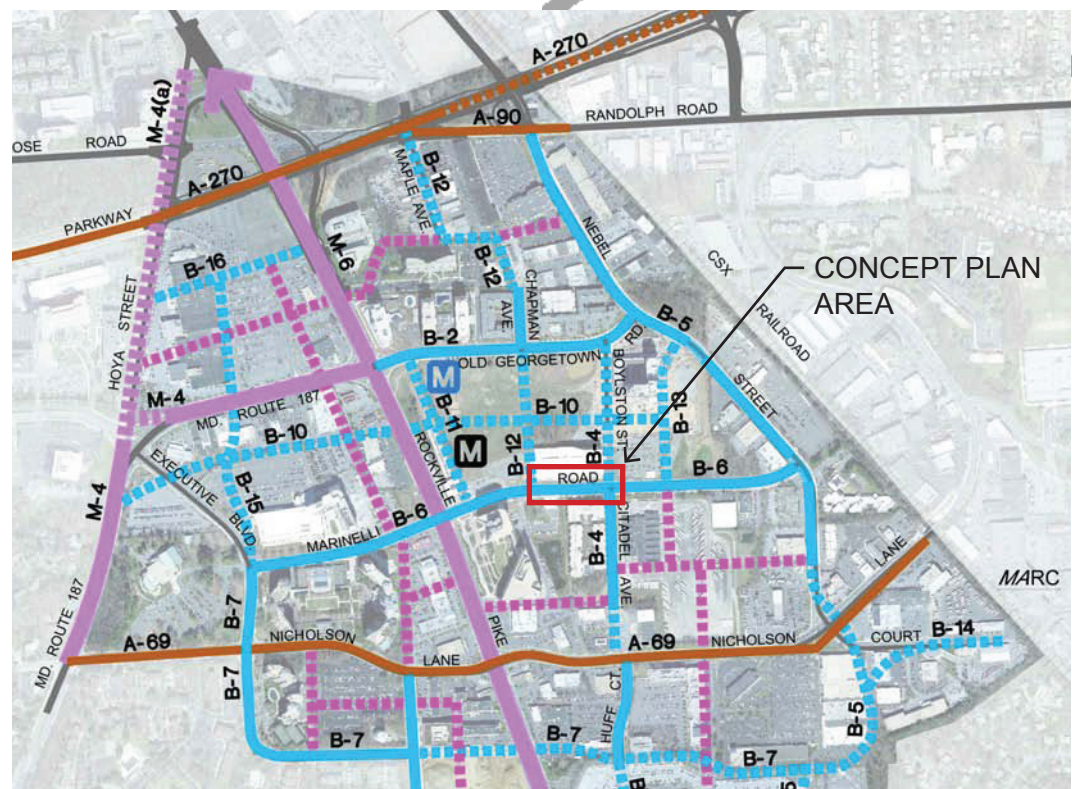 A-270
M-4(a)
A-90
RANDOLPH ROAD
OSE ROAD
B-12
MAPLE AVE.
A-270
PARKWAY
NEBEL
M-6
B-12
CSX
CONCEPT PLAN
AREA
B-16
CHAPMAN
AVE.
HOYA STREET
B-2
OLD GEORGETOWN RD.
B-5
RAILROAD
BOYLSTON ST
M
STREET
M-4
MD. ROUTE 187
B-11
B-10
B-12
B-10
ROCKVILLE
M
B-12
B-4
EXECUTIVE BLVD.
B-15
ROAD
B-6
M-4
B-6
MARINELLI
CITADEL AVE
B-4
LANE
MARC
MD. ROUTE 187
B-7
PIKE
A-69
NICHOLSON
LANE
A-69
NICHOLSON
COURT
B-14
B-7
HUFF CT
B-5
B-7
B-7
B-7